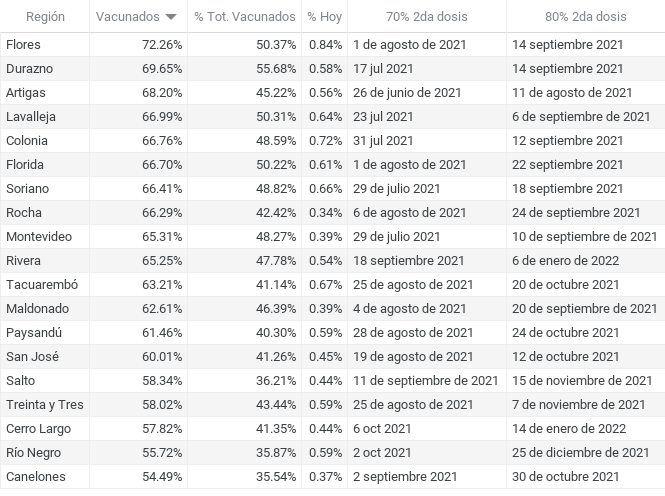 Región Vacunados % Tot. Vacunados % Hoy 70% 2da dosis 80% 2da dosis
Flores 72.26% 50.37% 0.84% 1 de agosto de 2021 14 septiembre 2021
Durazno 69.65% 55.68% 0.58% 17 jul 2021 14 septiembre 2021
Artigas 68.20% 45.22% 0.56% 26 de junio de 2021 11 de agosto de 2021
Lavalleja 66.99% 50.31% 0.64% 23 jul 2021 6 de septiembre de 2021
Colonia 66.76% 48.59% 0.72% 31 jul 2021 12 septiembre 2021
Florida 66.70% 50.22% 0.61% 1 de agosto de 2021 22 septiembre 2021
Soriano 66.41% 48.82% 0.66% 29 de julio 2021 18 septiembre 2021
Rocha 66.29% 42.42% 0.34% 6 de agosto de 2021 24 de septiembre 2021
Montevideo 65.31% 48.27% 0.39% 29 de julio 2021 10 de septiembre de 2021
Rivera 65.25% 47.78% 0.54% 18 septiembre 2021 6 de enero de 2022
Tacuarembó 63.21% 41.14% 0.67% 25 de agosto de 2021 20 de octubre 2021
Maldonado 62.61% 46.39% 0.39% 4 de agosto de 2021 20 de septiembre de 2021
Paysandú 61.46% 40.30% 0.59% 28 de agosto de 2021 24 de octubre 2021
San José 60.01% 41.26% 0.45% 19 de agosto de 2021 12 de octubre 2021
Salto 58.34% 36.21% 0.44% 11 de septiembre de 2021 15 de noviembre de 2021
Treinta y Tres 58.02% 43.44% 0.59% 25 de agosto de 2021 7 de noviembre de 2021
Cerro Largo 57.82% 41.35% 0.44% 6 oct 2021 14 de enero de 2022
Río Negro 55.72% 35.87% 0.59% 2 oct 2021 25 de diciembre de 2021
Canelones 54.49% 35.54% 0.37% 2 septiembre 2021 30 de octubre de 2021